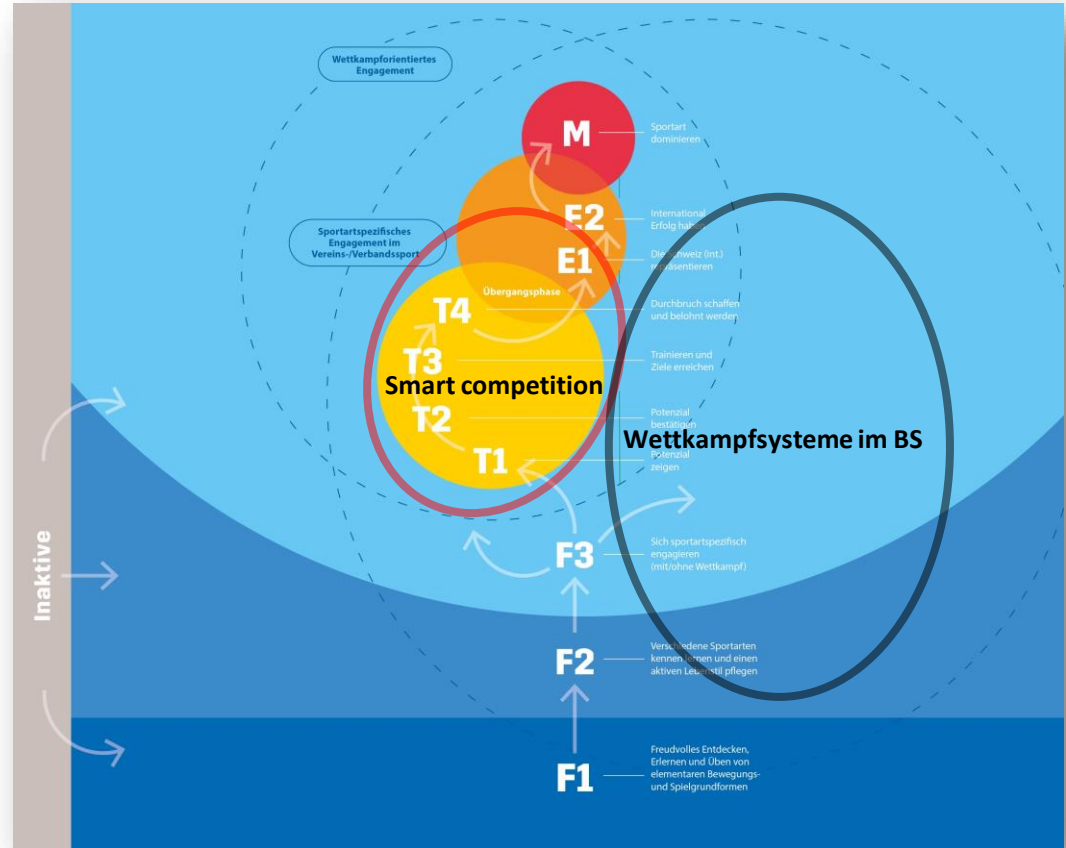 Wettkampforientiertes
Engagement
M
Sportart
dominieren
Sportartspezifisches
Engagement im
Vereins-/Verbandssport
E2
International
Erfolg haben
E1
Die Schweiz (int.)
repräsentieren
Übergangsphase
T4
Durchbruch schaffen
und belohnt werden
T3
Trainieren und
Ziele erreichen
Smart competition
T2
Potenzial
bestätigen
Wettkampfsysteme im BS
T1
Potenzial
zeigen
Inaktive
F3
Sich sportartspezifisch
engagieren
(mit/ohne Wettkampf)
F2
Verschiedene Sportarten
kennen lernen und einen
aktiven Lebenstil pflegen
F1
Freudvolles Entdecken,
Erlernen und Üben von
elementaren Bewegungs-
und Spielgrundformen